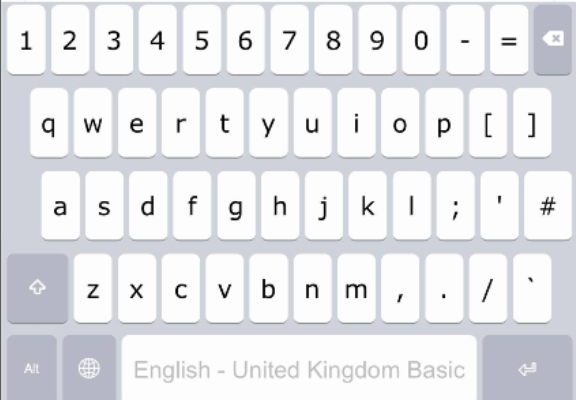 1 2 3 4 5 6 7 8 9 0 - =
q w e r t y u i o p [ ]
a s d f g h j k l ; ' #
z x c v b n m , . / `
Alt English - United Kingdom Basic